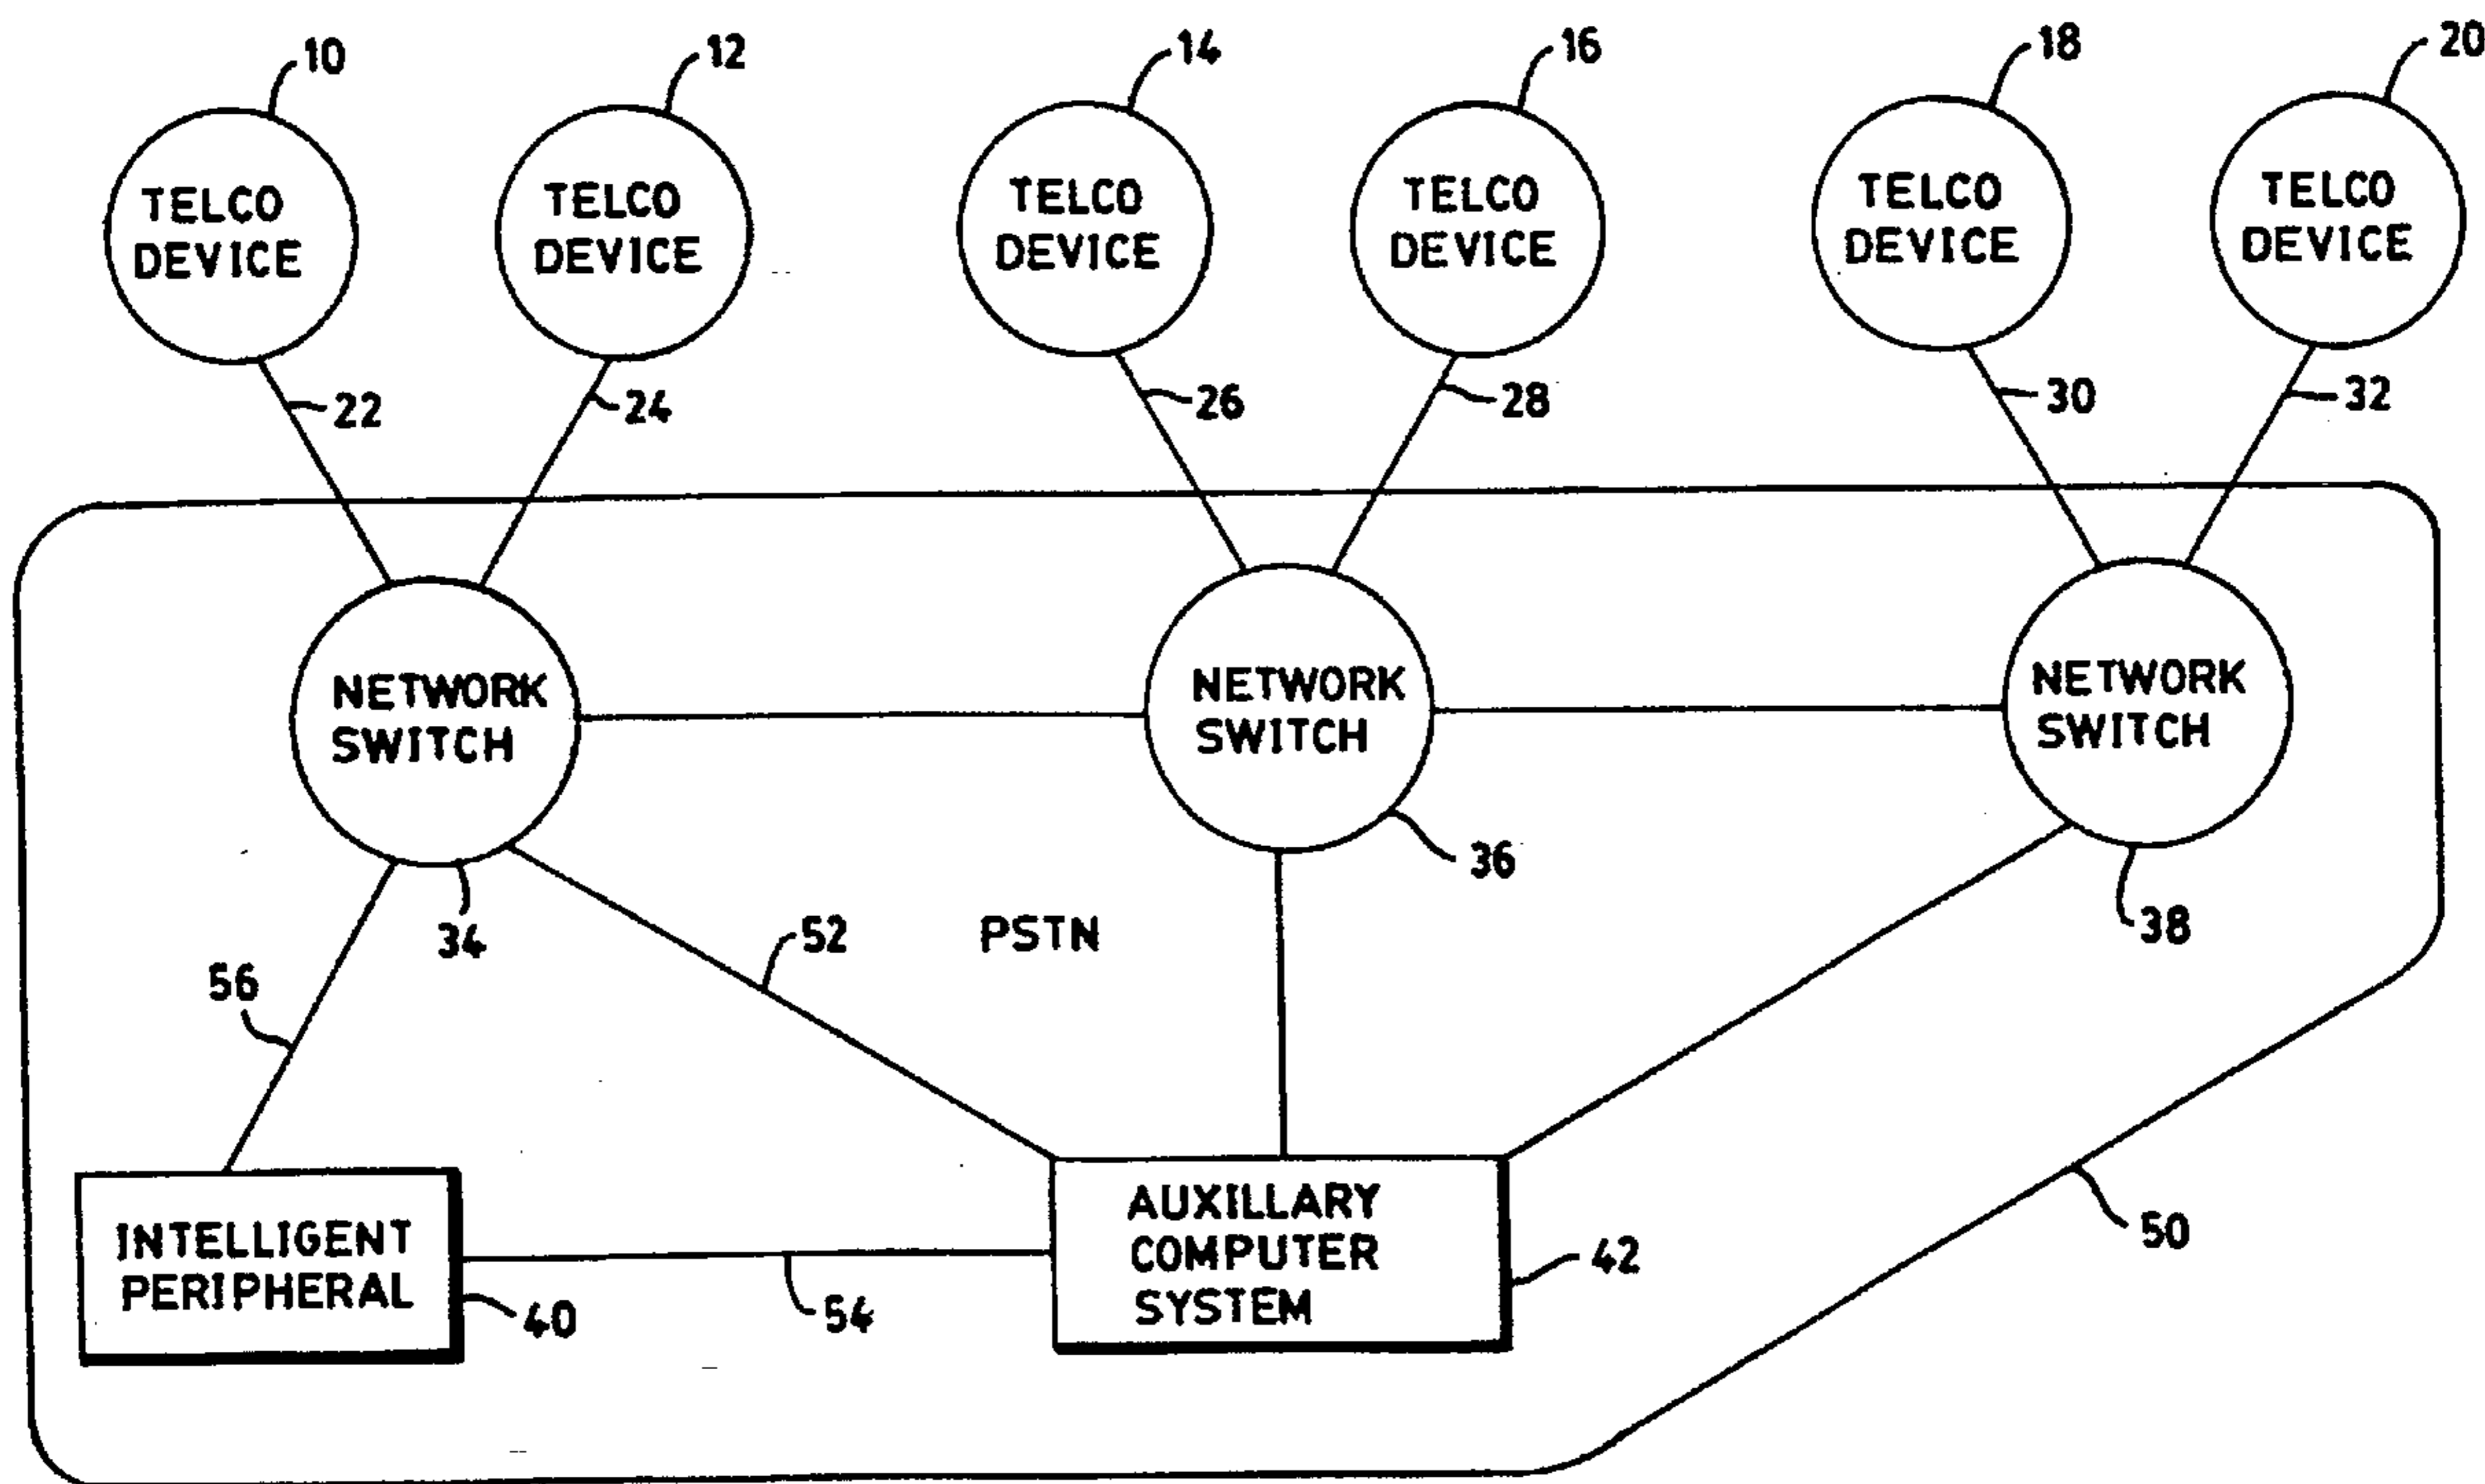 10
12
14
16
18
20
TELCO
DEVICE
TELCO
DEVICE
TELCO
DEVICE
TELCO
DEVICE
TELCO
DEVICE
TELCO
DEVICE
22
24
26
28
30
32
NETWORK
SWITCH
NETWORK
SWITCH
NETWORK
SWITCH
34
36
38
52
PSTN
56
INTELLIGENT
PERIPHERAL
40
54
AUXILLARY
COMPUTER
SYSTEM
42
50